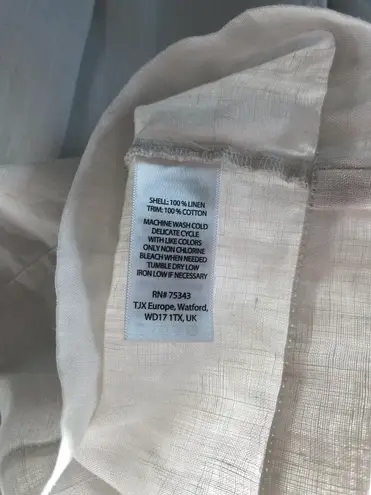 SHELL: 100% LINEN
TRIM: 100% COTTON
MACHINE WASH COLD
DELICATE CYCLE
WITH LIKE COLORS
ONLY NON CHLORINE
BLEACH WHEN NEEDED
TUMBLE DRY LOW
IRON LOW IF NECESSARY
RN# 75343
TJX Europe, Watford,
WD17 1TX, UK